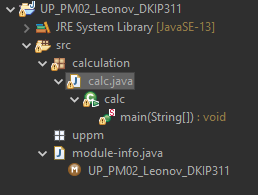 UP_PM02_Leonov_DKIP311
JRE System Library [JavaSE-13]
src
calculation
calc.java
calc
main(String[]) : void
uppm
module-info.java
UP_PM02_Leonov_DKIP311